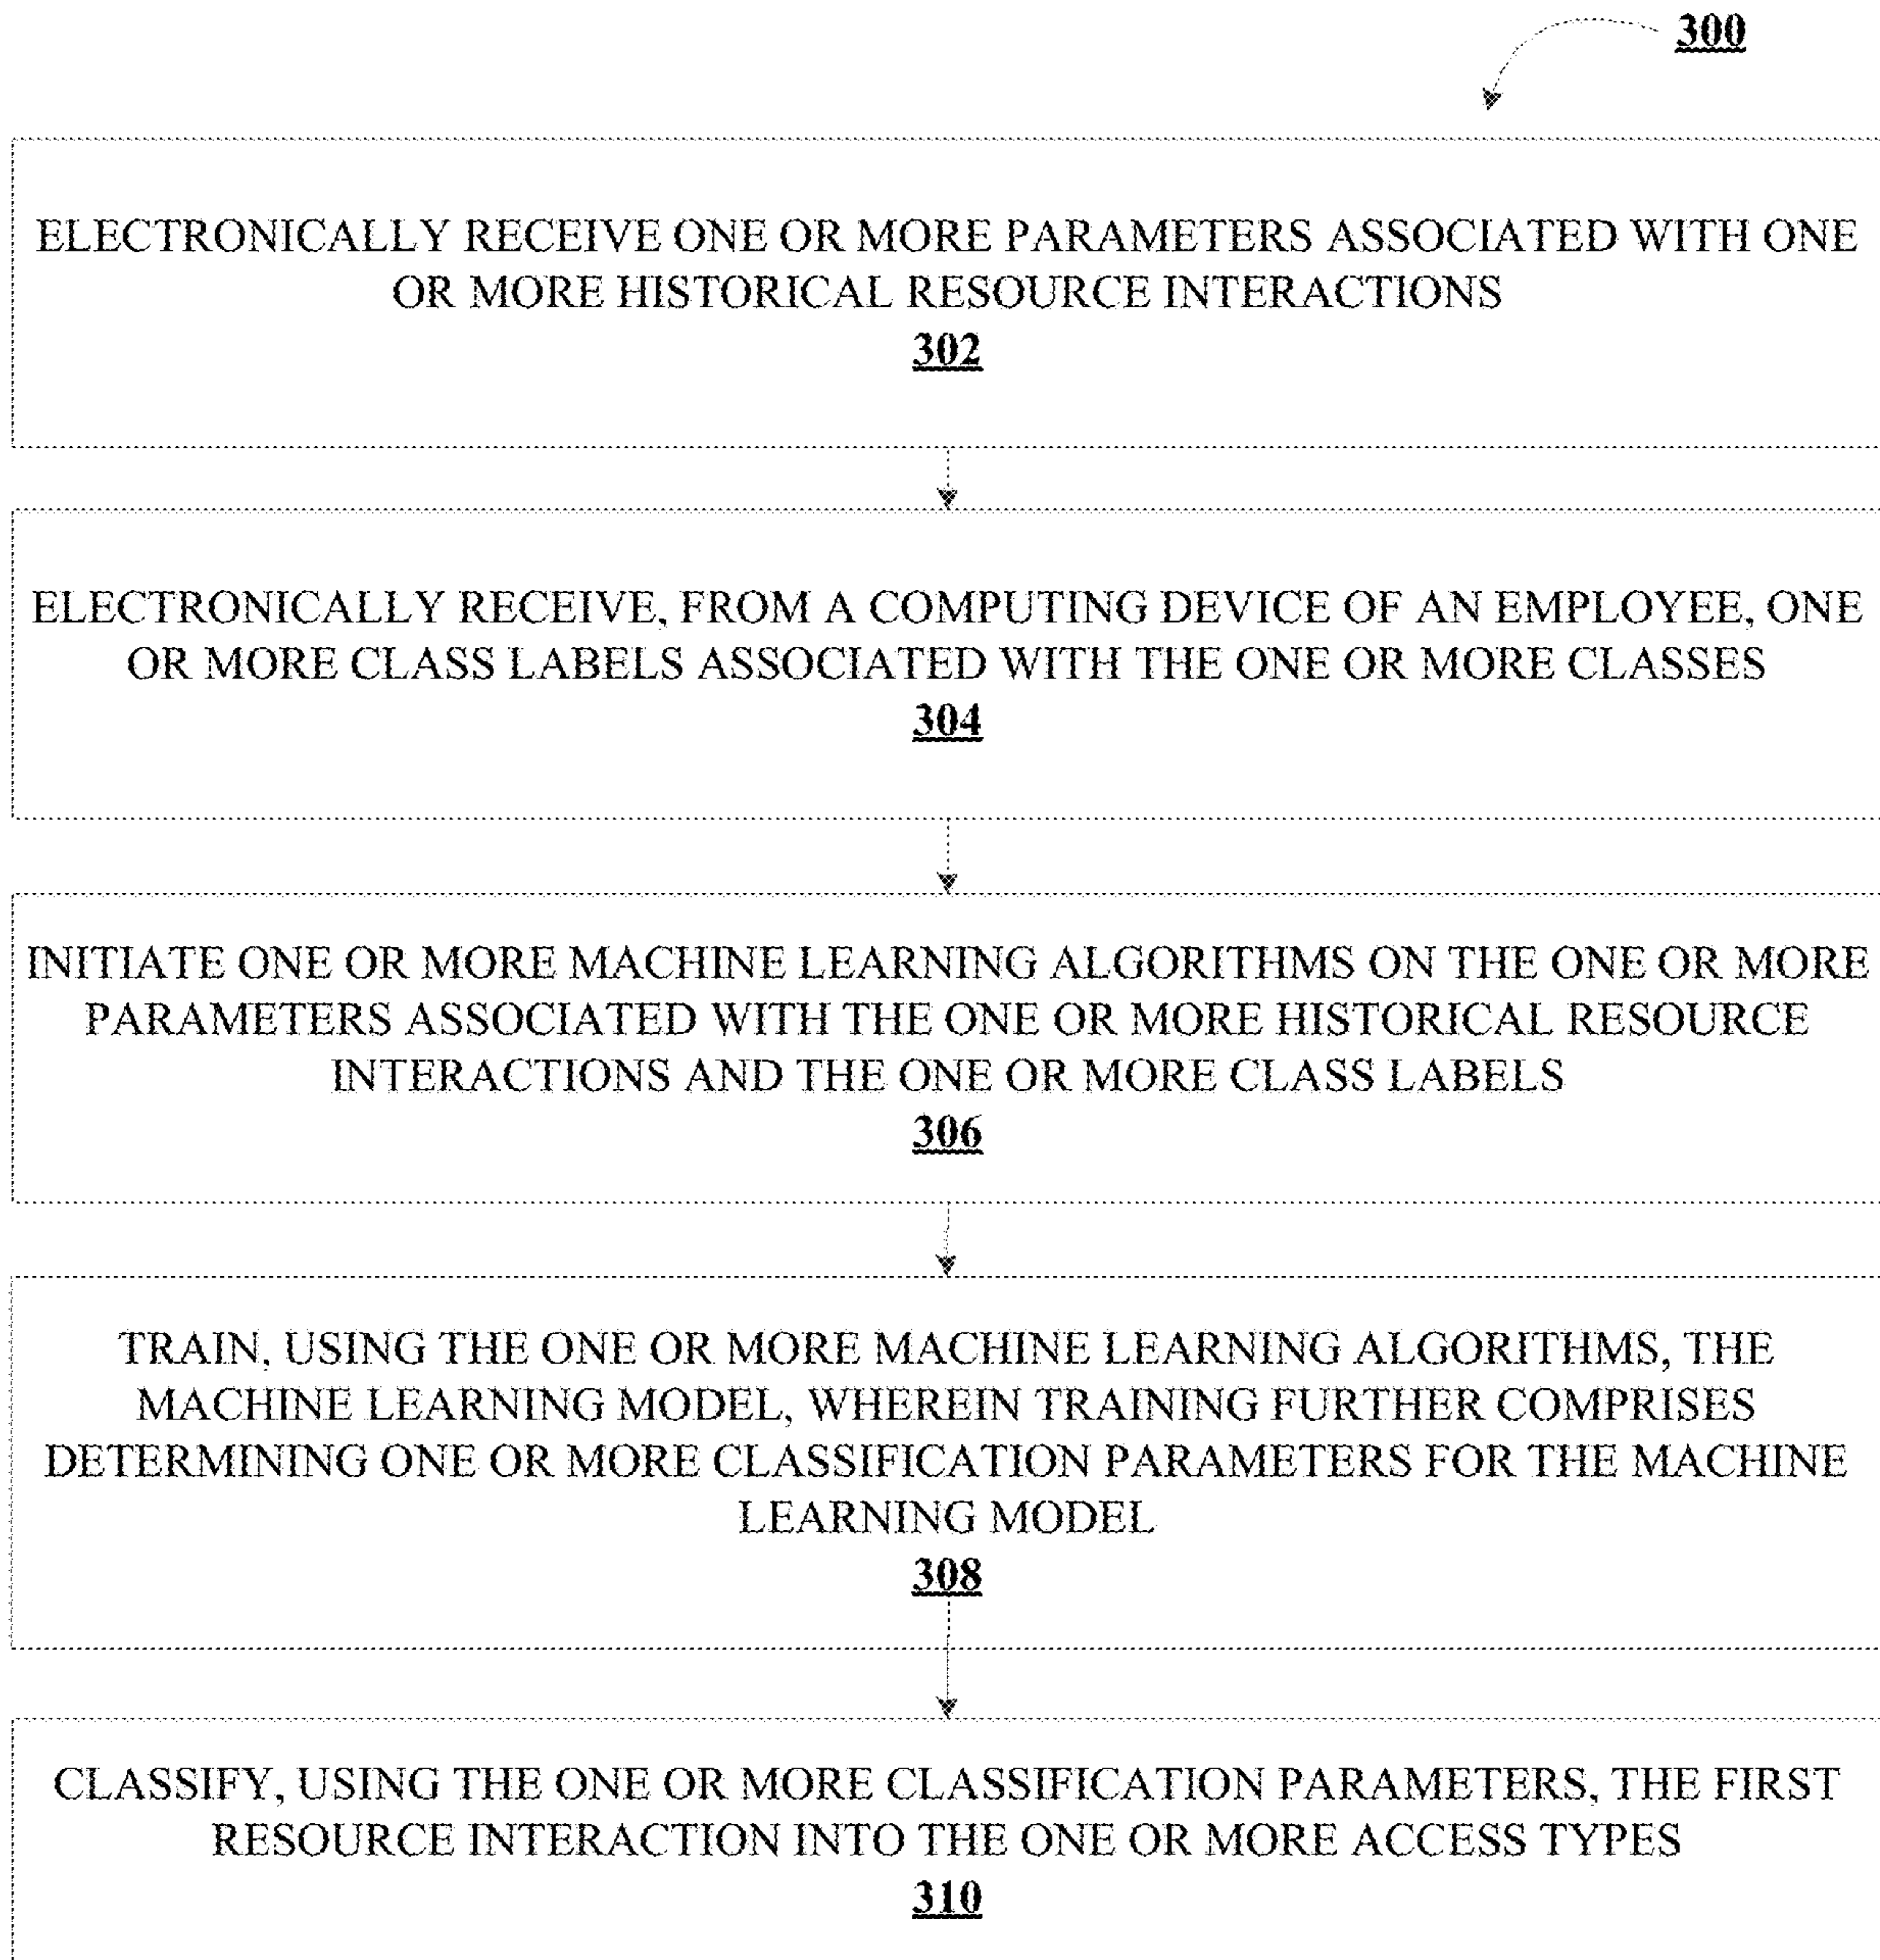 300
ELECTRONICALLY RECEIVE ONE OR MORE PARAMETERS ASSOCIATED WITH ONE
OR MORE HISTORICAL RESOURCE INTERACTIONS
302
ELECTRONICALLY RECEIVE, FROM A COMPUTING DEVICE OF AN EMPLOYEE, ONE
OR MORE CLASS LABELS ASSOCIATED WITH THE ONE OR MORE CLASSES
304
INITIATE ONE OR MORE MACHINE LEARNING ALGORITHMS ON THE ONE OR MORE
PARAMETERS ASSOCIATED WITH THE ONE OR MORE HISTORICAL RESOURCE
INTERACTIONS AND THE ONE OR MORE CLASS LABELS
306
TRAIN, USING THE ONE OR MORE MACHINE LEARNING ALGORITHMS, THE
MACHINE LEARNING MODEL, WHEREIN TRAINING FURTHER COMPRISES
DETERMINING ONE OR MORE CLASSIFICATION PARAMETERS FOR THE MACHINE
LEARNING MODEL
308
CLASSIFY, USING THE ONE OR MORE CLASSIFICATION PARAMETERS, THE FIRST
RESOURCE INTERACTION INTO THE ONE OR MORE ACCESS TYPES
310